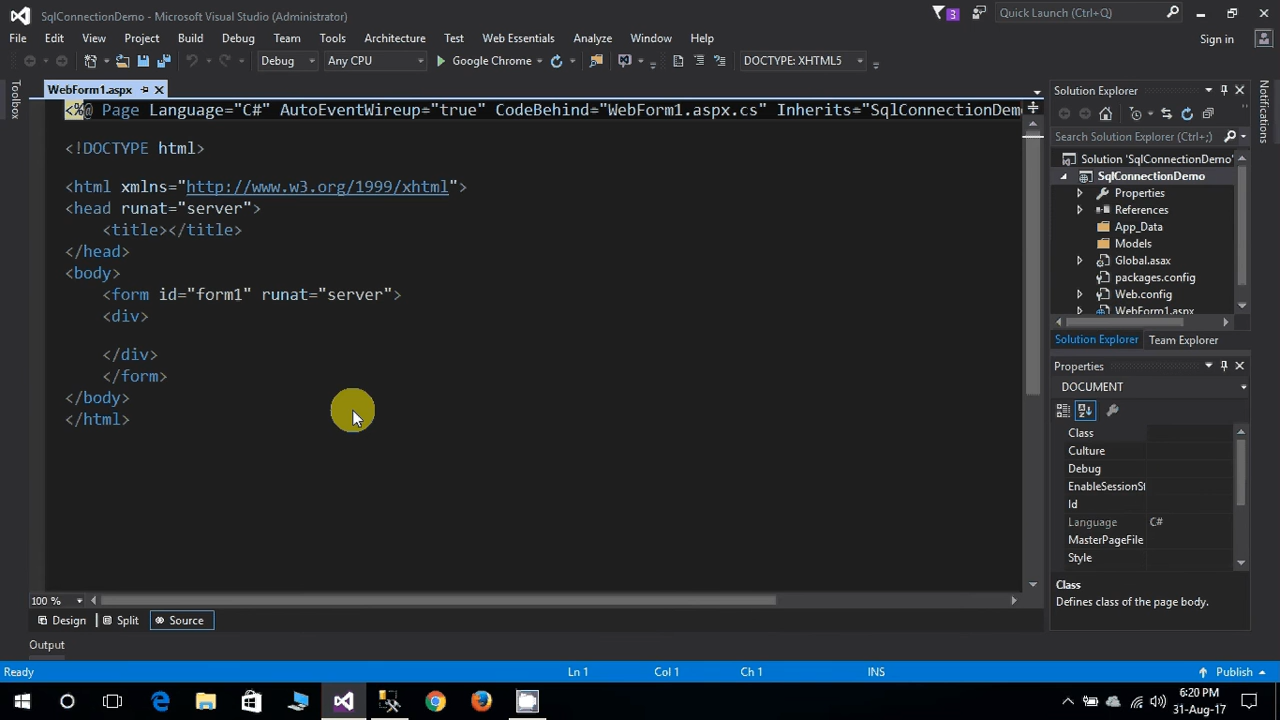 SqlConnectionDemo - Microsoft Visual Studio (Administrator)
3
Quick Launch (Ctrl+Q)
File Edit View Project Build Debug Team Tools Architecture Test Web Essentials Analyze Window Help
Sign in
Debug Any CPU Google Chrome DOCTYPE: XHTML5
Toolbox
WebForm1.aspx
<%@ Page Language="C#" AutoEventWireup="true" CodeBehind="WebForm1.aspx.cs" Inherits="SqlConnectionDemo
<!DOCTYPE html>
<html xmlns="http://www.w3.org/1999/xhtml">
<head runat="server">
<title></title>
</head>
<body>
<form id="form1" runat="server">
<div>
</div>
</form>
</body>
</html>
100 %
Design Split Source
Output
Solution Explorer
Search Solution Explorer (Ctrl+;)
Solution 'SqlConnectionDemo'
SqlConnectionDemo
Properties
References
App_Data
Models
Global.asax
packages.config
Web.config
WebForm1.aspx
Solution Explorer Team Explorer
Properties
DOCUMENT
Class
Culture
Debug
EnableSessionSt
Id
Language C#
MasterPageFile
Style
Class
Defines class of the page body.
Notifications
Ready Ln 1 Col 1 Ch 1 INS Publish
6:20 PM
31-Aug-17